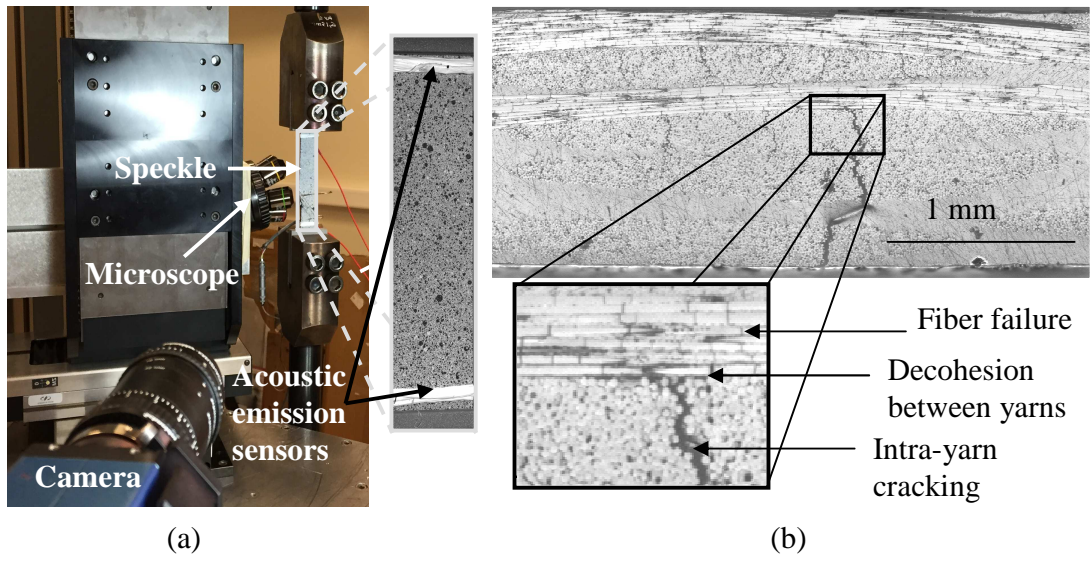 Speckle
Microscope
Acoustic
emission
sensors
Camera
(a)
1 mm
Fiber failure
Decohesion
between yarns
Intra-yarn
cracking
(b)